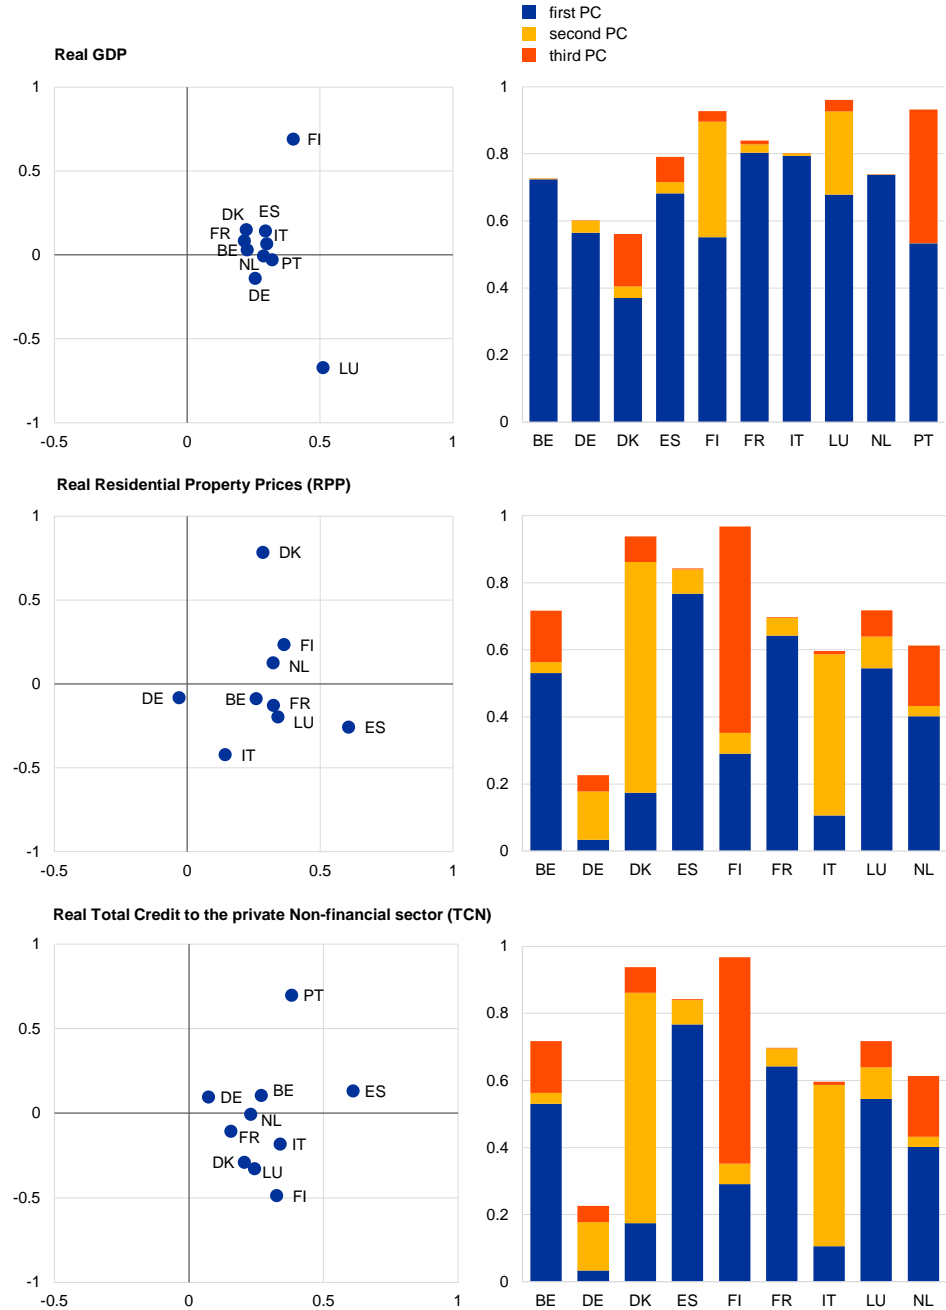 first PC
second PC
third PC
Real GDP
1
0.5
0
-0.5
-1
-0.5
0
0.5
1
FI
DK
ES
FR
IT
BE
NL
PT
DE
LU
1
0.8
0.6
0.4
0.2
0
BE DE DK ES FI FR IT LU NL PT
Real Residential Property Prices (RPP)
1
0.5
0
-0.5
-1
-0.5
0
0.5
1
DK
FI
NL
DE
BE
FR
LU
ES
IT
1
0.8
0.6
0.4
0.2
0
BE DE DK ES FI FR IT LU NL
Real Total Credit to the private Non-financial sector (TCN)
1
0.5
0
-0.5
-1
-0.5
0
0.5
1
PT
DE
BE
ES
NL
FR
IT
DK
LU
FI
1
0.8
0.6
0.4
0.2
0
BE DE DK ES FI FR IT LU NL